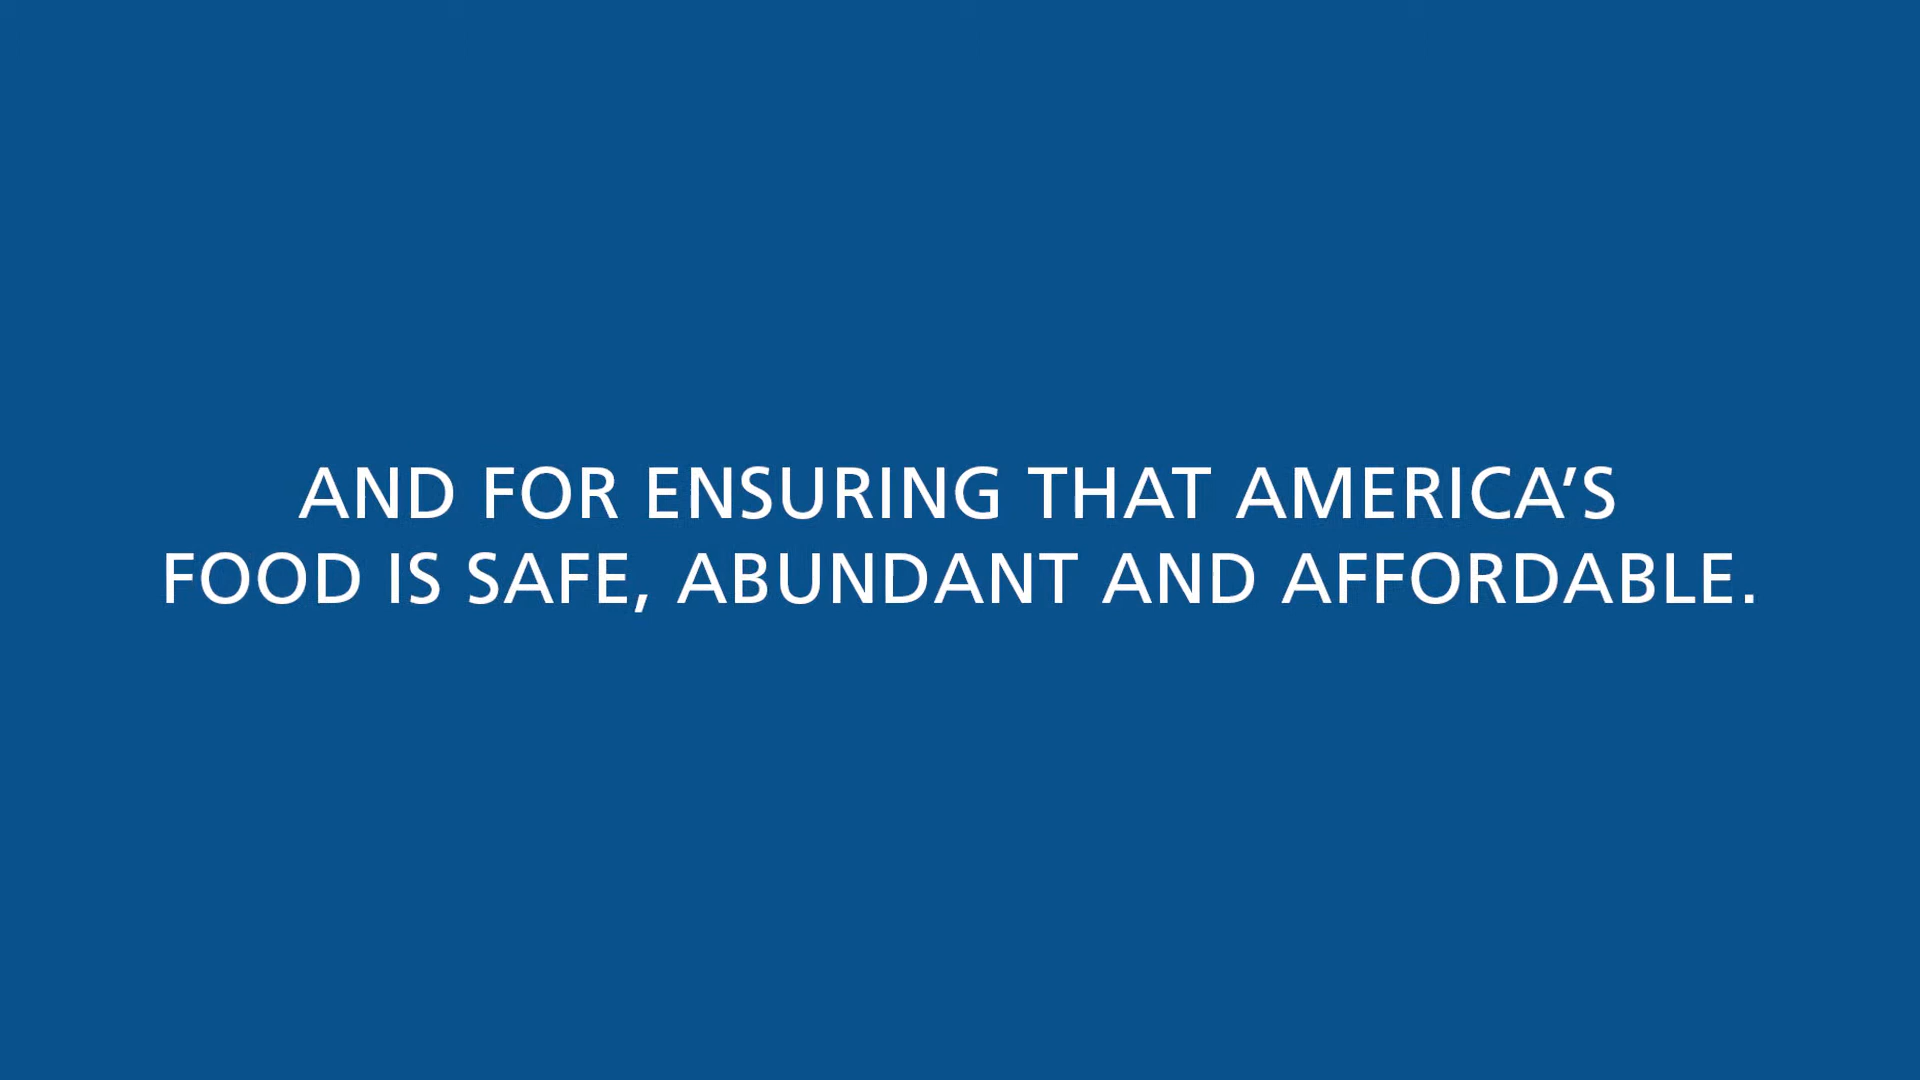 AND FOR ENSURING THAT AMERICA’S
FOOD IS SAFE, ABUNDANT AND AFFORDABLE.